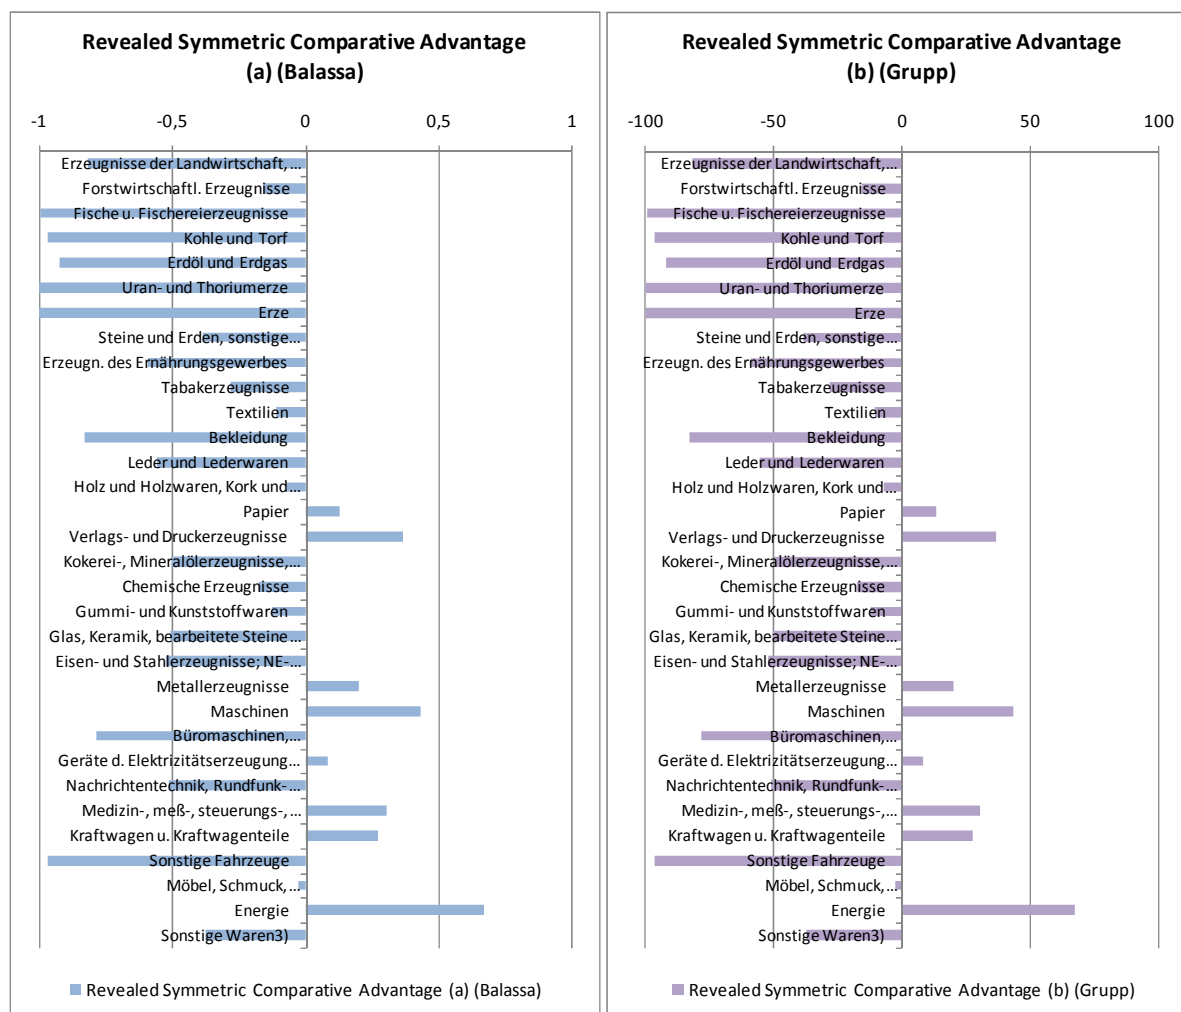 Revealed Symmetric Comparative Advantage
(a) (Balassa)
-1 -0,5 0 0,5 1
Erzeugnisse der Landwirtschaft,...
Forstwirtschaftl. Erzeugnisse
Fische u. Fischereierzeugnisse
Kohle und Torf
Erdöl und Erdgas
Uran- und Thoriumerze
Erze
Steine und Erden, sonstige...
Erzeugn. des Ernährungsgewerbes
Tabakerzeugnisse
Textilien
Bekleidung
Leder und Lederwaren
Holz und Holzwaren, Kork und...
Papier
Verlags- und Druckerzeugnisse
Kokerei-, Mineralölerzeugnisse,...
Chemische Erzeugnisse
Gummi- und Kunststoffwaren
Glas, Keramik, bearbeitete Steine...
Eisen- und Stahlerzeugnisse; NE-...
Metallerzeugnisse
Maschinen
Büromaschinen,...
Geräte d. Elektrizitätserzeugung...
Nachrichtentechnik, Rundfunk-...
Medizin-, meß-, steuerungs-,...
Kraftwagen u. Kraftwagenteile
Sonstige Fahrzeuge
Möbel, Schmuck,...
Energie
Sonstige Waren3)
Revealed Symmetric Comparative Advantage (a) (Balassa)
Revealed Symmetric Comparative Advantage
(b) (Grupp)
-100 -50 0 50 100
Erzeugnisse der Landwirtschaft,...
Forstwirtschaftl. Erzeugnisse
Fische u. Fischereierzeugnisse
Kohle und Torf
Erdöl und Erdgas
Uran- und Thoriumerze
Erze
Steine und Erden, sonstige...
Erzeugn. des Ernährungsgewerbes
Tabakerzeugnisse
Textilien
Bekleidung
Leder und Lederwaren
Holz und Holzwaren, Kork und...
Papier
Verlags- und Druckerzeugnisse
Kokerei-, Mineralölerzeugnisse,...
Chemische Erzeugnisse
Gummi- und Kunststoffwaren
Glas, Keramik, bearbeitete Steine...
Eisen- und Stahlerzeugnisse; NE-...
Metallerzeugnisse
Maschinen
Büromaschinen,...
Geräte d. Elektrizitätserzeugung...
Nachrichtentechnik, Rundfunk-...
Medizin-, meß-, steuerungs-,...
Kraftwagen u. Kraftwagenteile
Sonstige Fahrzeuge
Möbel, Schmuck,...
Energie
Sonstige Waren3)
Revealed Symmetric Comparative Advantage (b) (Grupp)